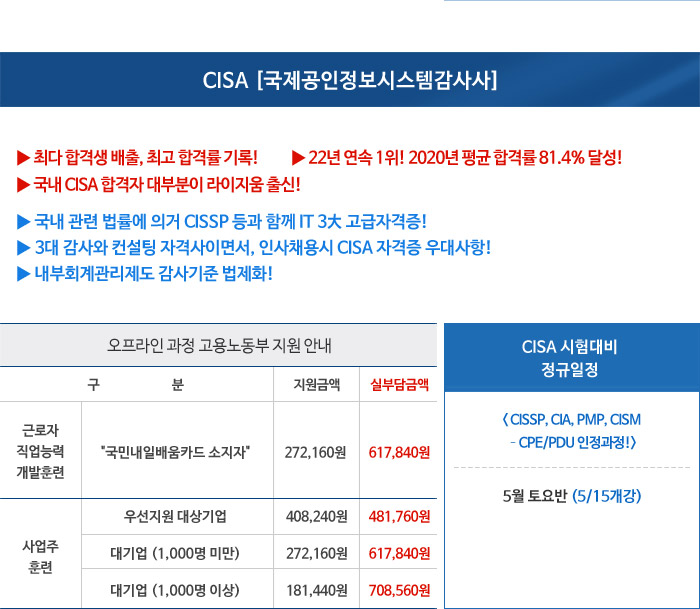 CISA [국제공인정보시스템감사사]
▶ 최다 합격생 배출, 최고 합격률 기록! ▶ 22년 연속 1위! 2020년 평균 합격률 81.4% 달성!
▶ 국내 CISA 합격자 대부분이 라이지움 출신!
▶ 국내 관련 법률에 의거 CISSP 등과 함께 IT 3大 고급자격증!
▶ 3대 감사와 컨설팅 자격사이면서, 인사채용시 CISA 자격증 우대사항!
▶ 내부회계관리제도 감사기준 법제화!
오프라인 과정 고용노동부 지원 안내
구 분 지원금액 실부담금액
근로자
직업능력
개발훈련
"국민내일배움카드 소지자" 272,160원 617,840원
사업주
훈련
우선지원 대상기업 408,240원 481,760원
대기업 (1,000명 미만) 272,160원 617,840원
대기업 (1,000명 이상) 181,440원 708,560원
CISA 시험대비
정규일정
< CISSP, CIA, PMP, CISM
- CPE/PDU 인정과정!>
5월 토요반 (5/15개강)